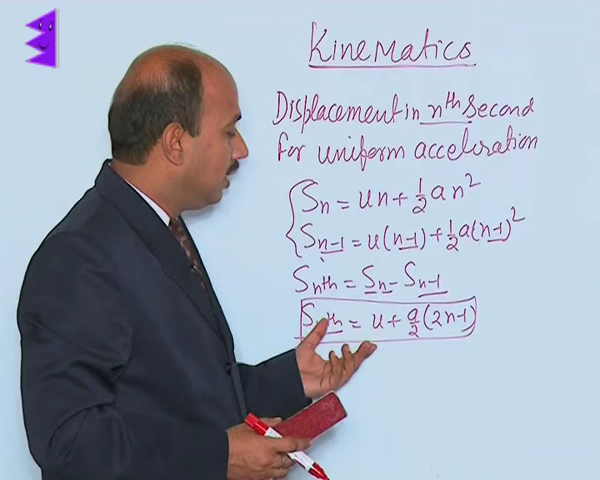 Kinematics
Displacement in nth second
for uniform acceleration
Sn = un + 1/2 an²
Sn-1 = u(n-1) + 1/2 a(n-1)²
Snth = Sn - Sn-1
Snth = u + a/2 (2n-1)